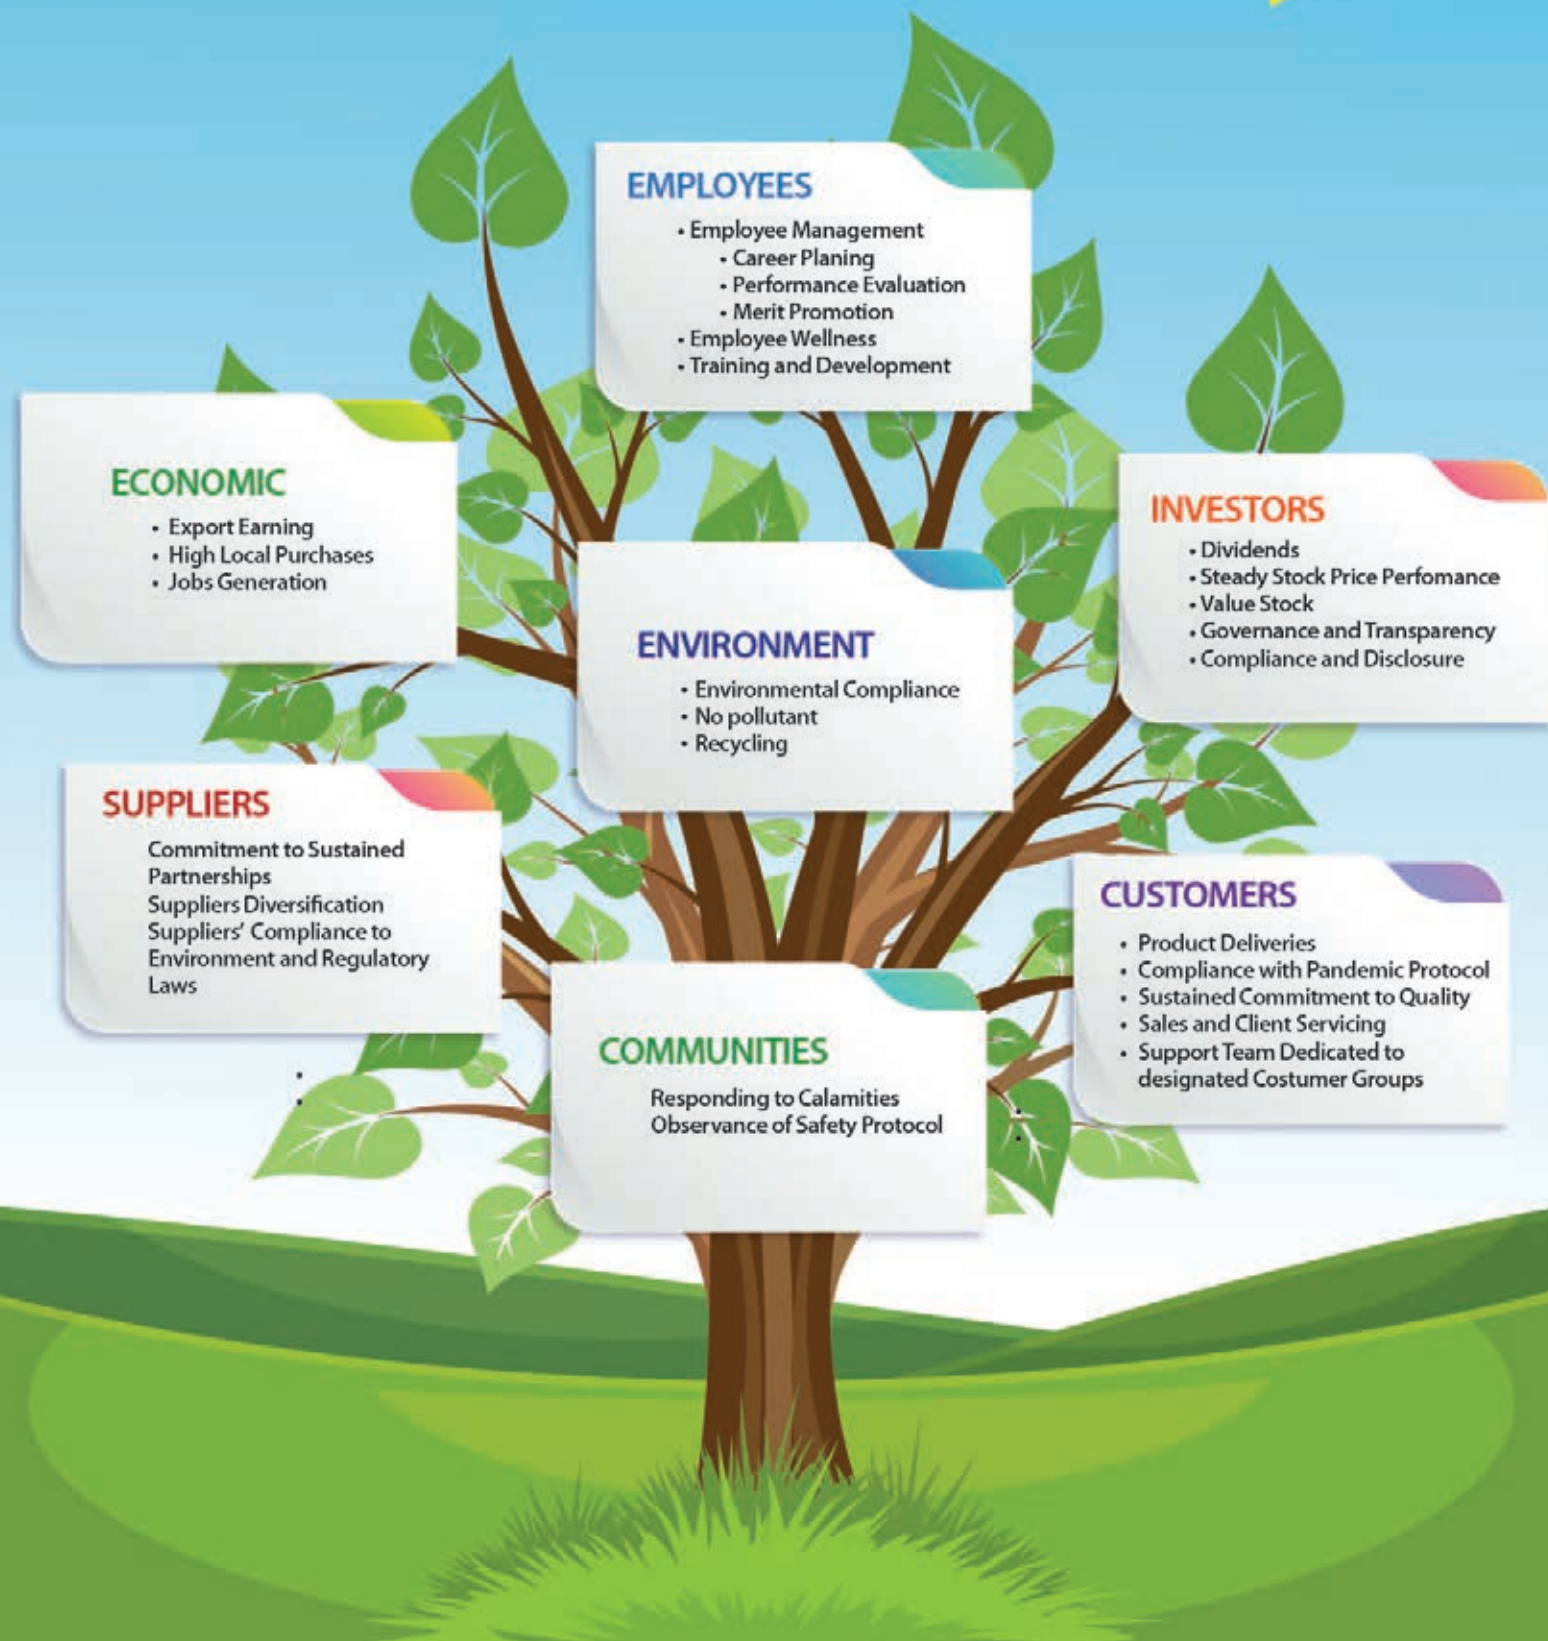 EMPLOYEES
• Employee Management
• Career Planing
• Performance Evaluation
• Merit Promotion
• Employee Wellness
• Training and Development
ECONOMIC
• Export Earning
• High Local Purchases
• Jobs Generation
INVESTORS
• Dividends
• Steady Stock Price Perfomance
• Value Stock
• Governance and Transparency
• Compliance and Disclosure
ENVIRONMENT
• Environmental Compliance
• No pollutant
• Recycling
SUPPLIERS
Commitment to Sustained
Partnerships
Suppliers Diversification
Suppliers' Compliance to
Environment and Regulatory
Laws
CUSTOMERS
• Product Deliveries
• Compliance with Pandemic Protocol
• Sustained Commitment to Quality
• Sales and Client Servicing
• Support Team Dedicated to
designated Costumer Groups
COMMUNITIES
Responding to Calamities
Observance of Safety Protocol